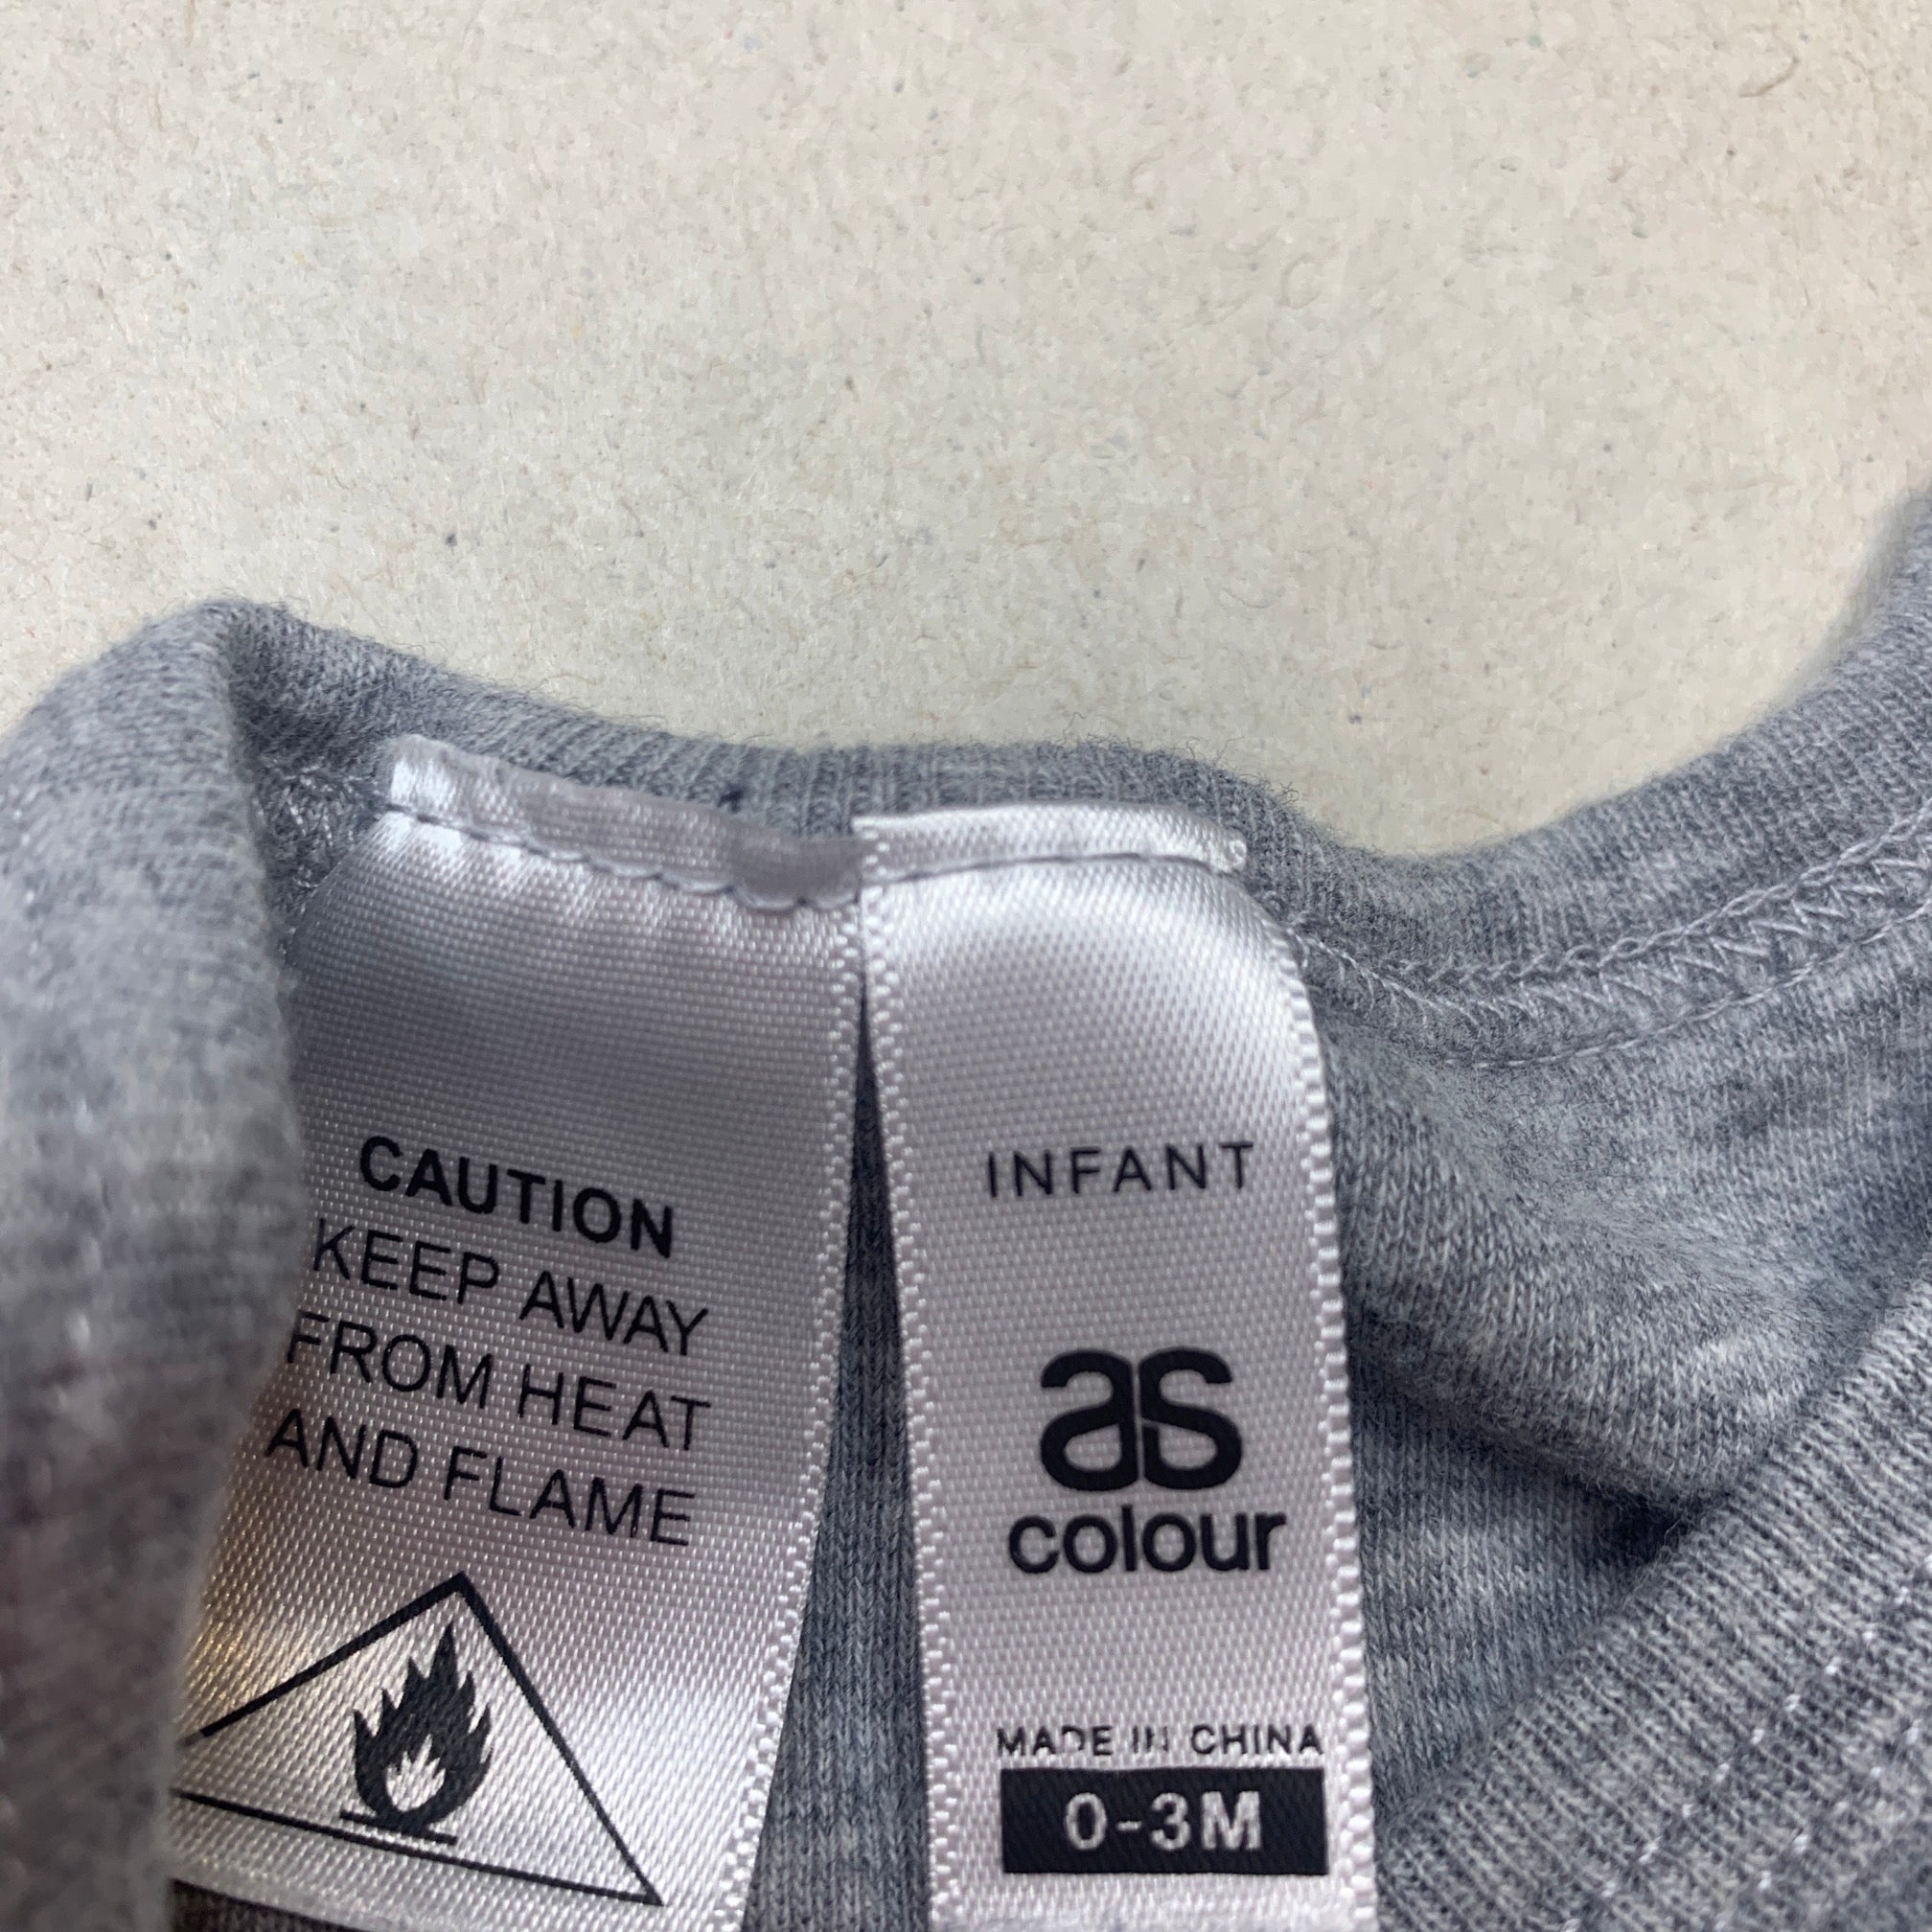 CAUTION
KEEP AWAY
FROM HEAT
AND FLAME
INFANT
as
colour
MADE IN CHINA
0-3M